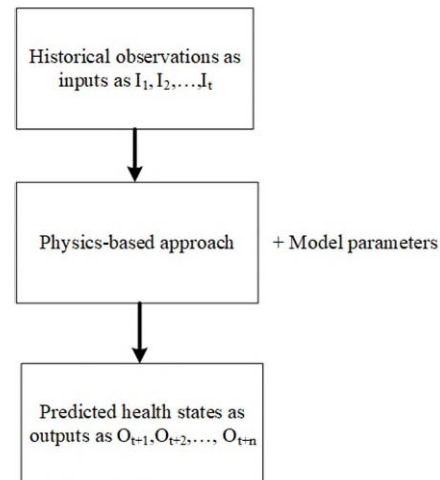 Historical observations as
inputs as I₁,I₂,…,Iₜ
Physics-based approach
+ Model parameters
Predicted health states as
outputs as Oₜ₊₁,Oₜ₊₂,…, Oₜ₊ₙ